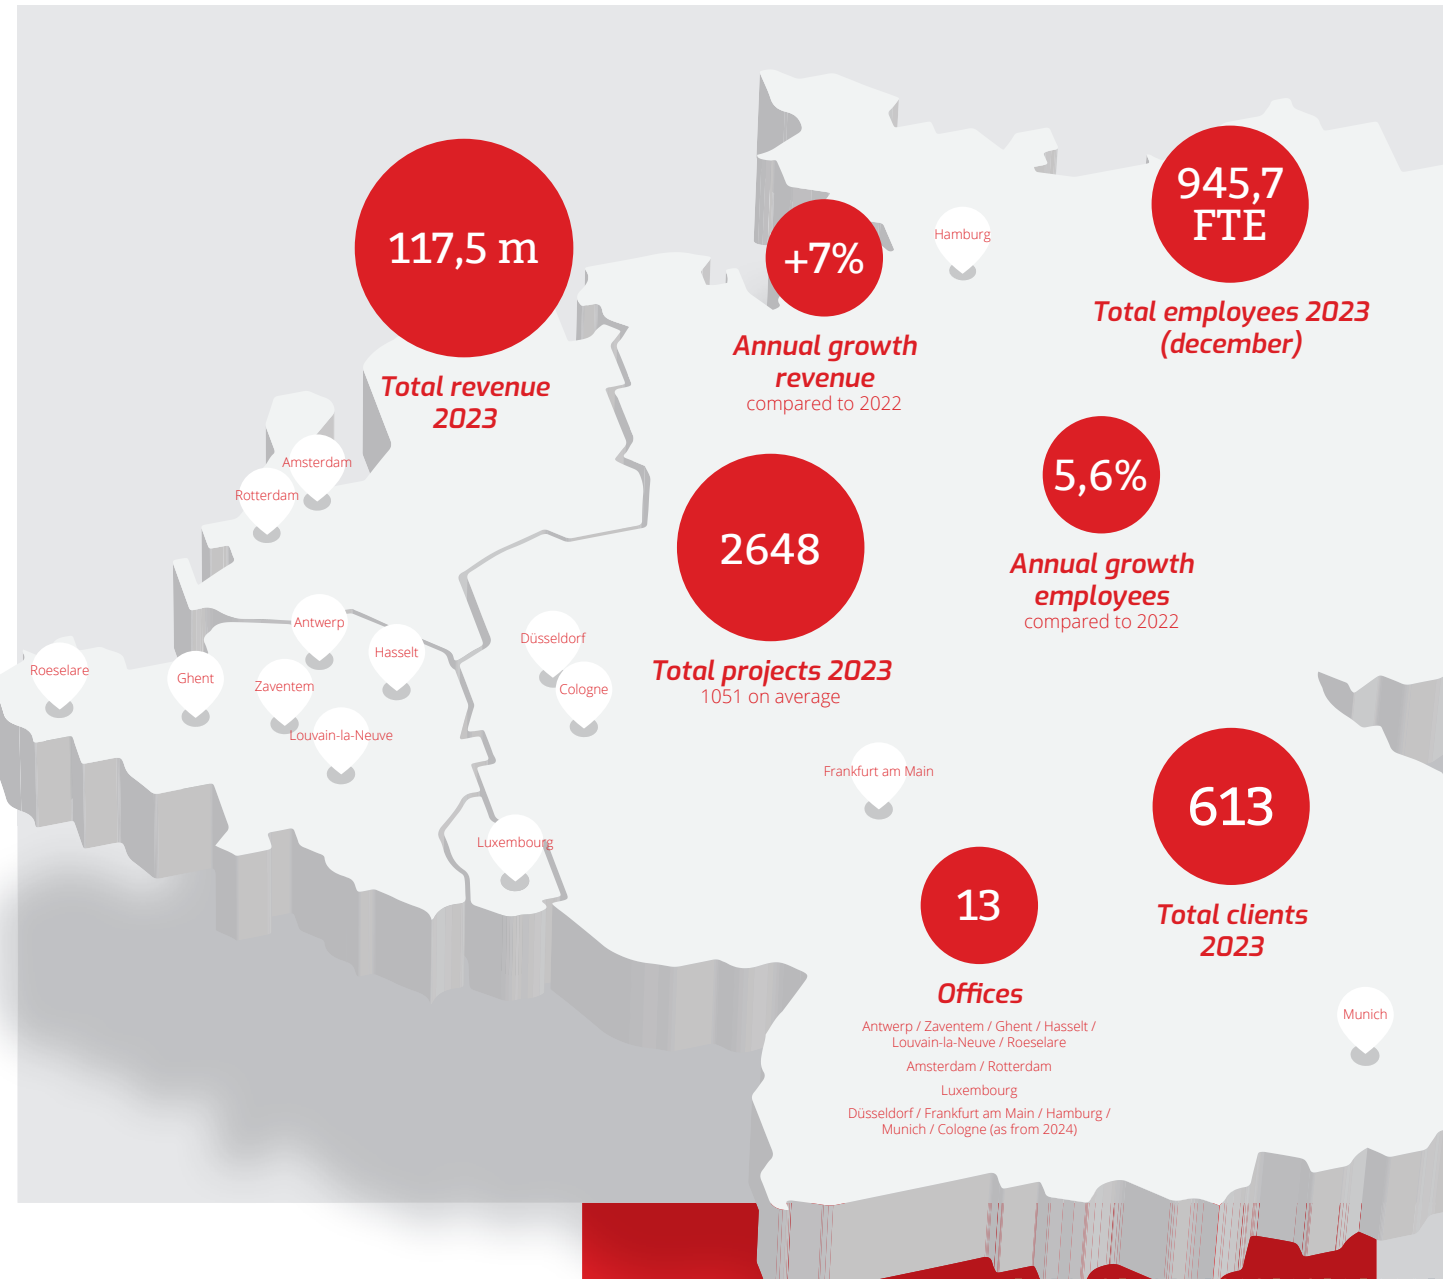 117,5 m
Total revenue
2023
+7%
Annual growth
revenue
compared to 2022
Hamburg
945,7
FTE
Total employees 2023
(december)
Amsterdam
Rotterdam
2648
Total projects 2023
1051 on average
5,6%
Annual growth
employees
compared to 2022
Antwerp
Hasselt
Roeselare
Ghent
Zaventem
Louvain-la-Neuve
Düsseldorf
Cologne
Frankfurt am Main
Luxembourg
613
Total clients
2023
13
Offices
Antwerp / Zaventem / Ghent / Hasselt /
Louvain-la-Neuve / Roeselare
Amsterdam / Rotterdam
Luxembourg
Düsseldorf / Frankfurt am Main / Hamburg /
Munich / Cologne (as from 2024)
Munich